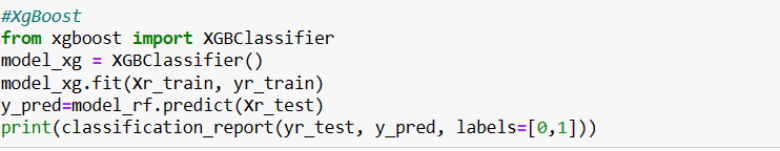 #XgBoost
from xgboost import XGBClassifier
model_xg = XGBClassifier()
model_xg.fit(Xr_train, yr_train)
y_pred=model_rf.predict(Xr_test)
print(classification_report(yr_test, y_pred, labels=[0,1]))